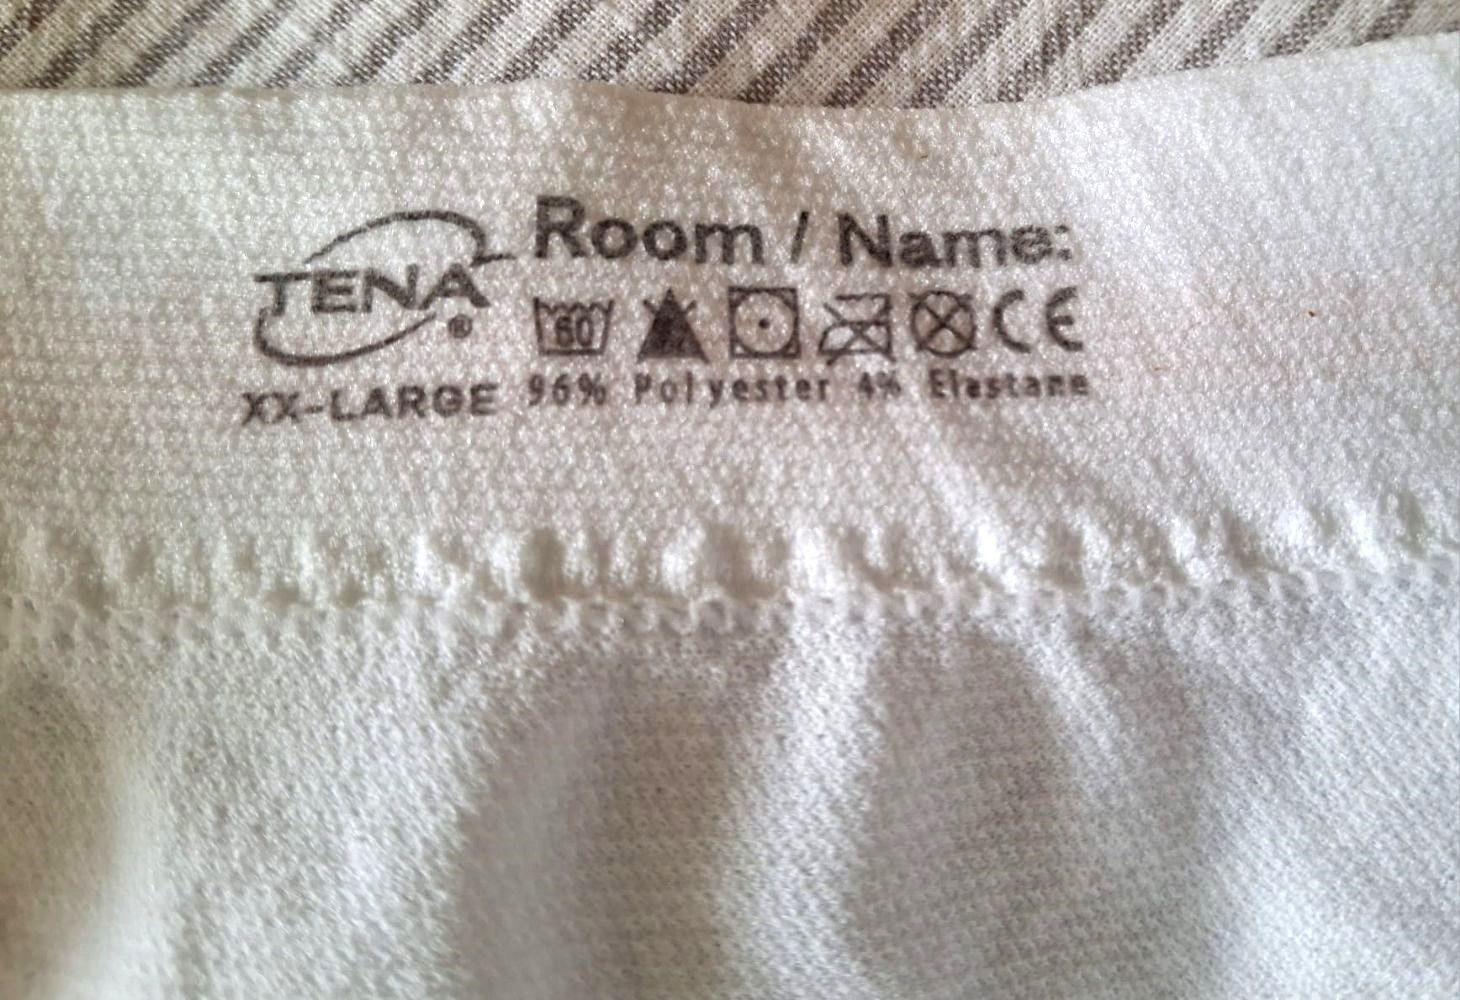 TENA® Room / Name:
60 CE
XX-LARGE 96% Polyester 4% Elastane